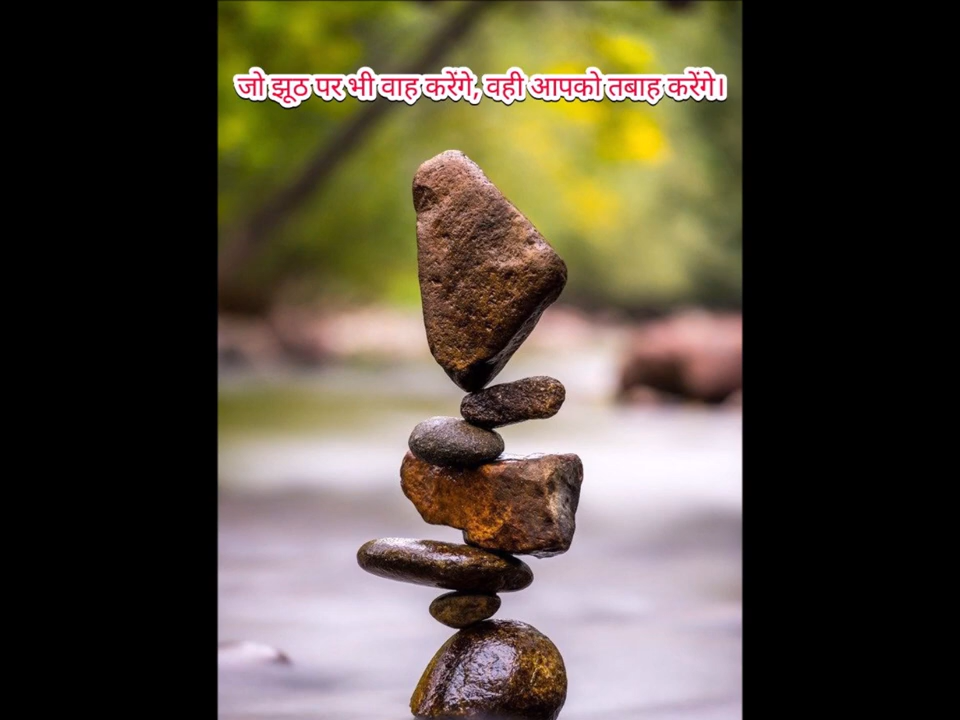 जो झूठ पर भी वाह करेंगे, वही आपको तबाह करेंगे।